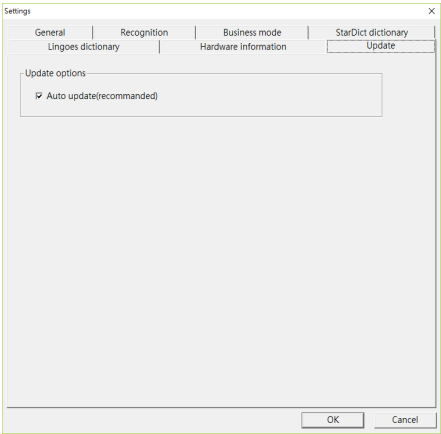 Settings
General Recognition Business mode StarDict dictionary
Lingoes dictionary Hardware information Update
Update options
Auto update(recommanded)
OK Cancel